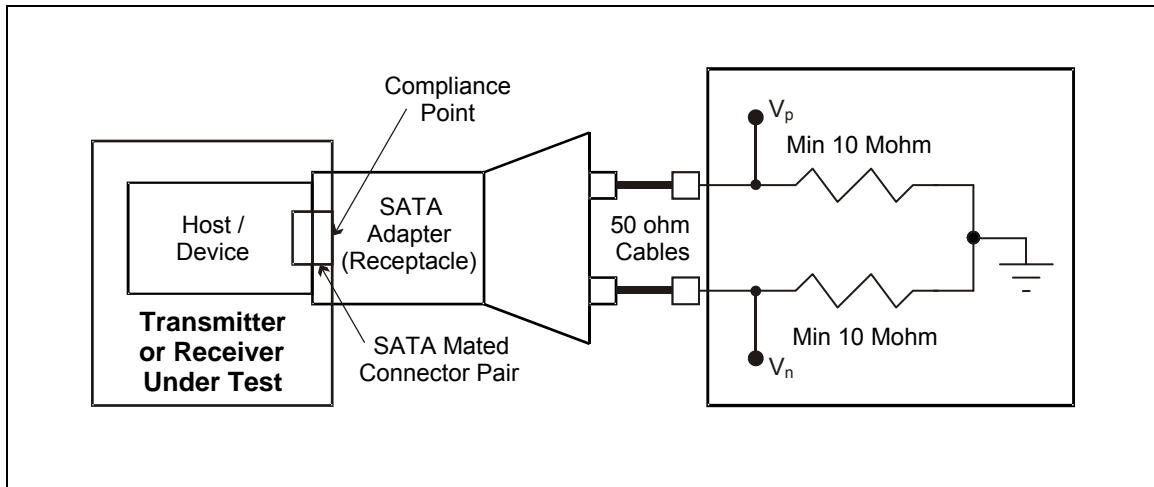 Compliance
Point
Host /
Device
SATA
Adapter
(Receptacle)
Transmitter
or Receiver
Under Test
SATA Mated
Connector Pair
50 ohm
Cables
Vp
Min 10 Mohm
Min 10 Mohm
Vn